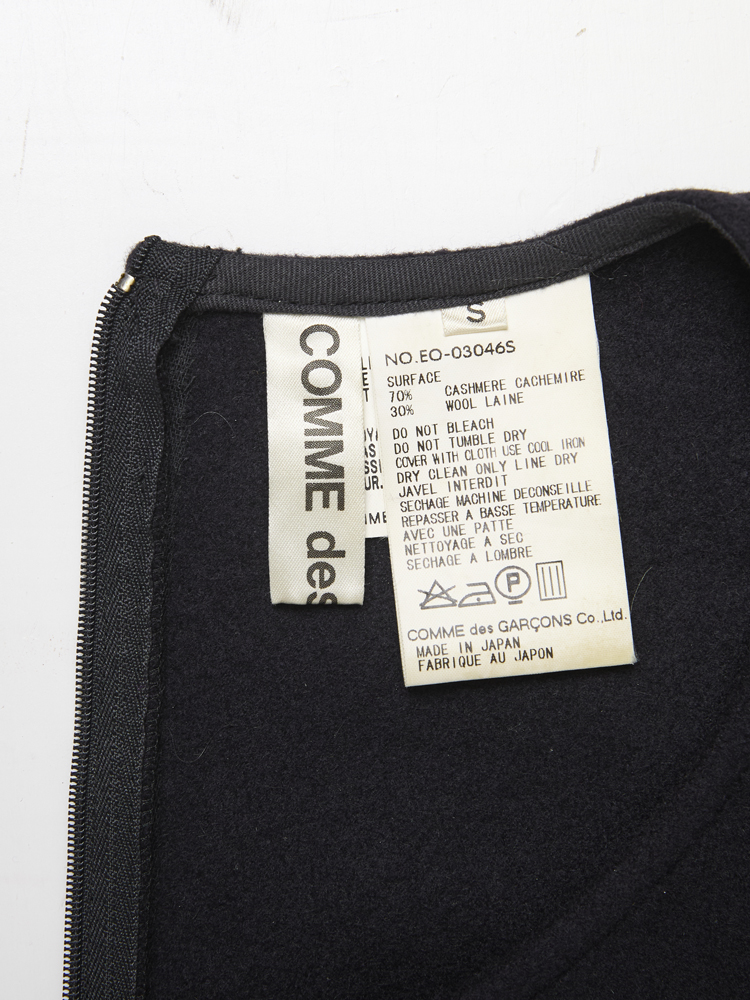 S
COMME des
NO.EO-03046S
SURFACE
70% CASHMERE CACHEMIRE
30% WOOL LAINE
DO NOT BLEACH
DO NOT TUMBLE DRY
COVER WITH CLOTH USE COOL IRON
DRY CLEAN ONLY LINE DRY
JAVEL INTERDIT
SECHAGE MACHINE DECONSEILLE
REPASSER A BASSE TEMPERATURE
AVEC UNE PATTE
NETTOYAGE A SEC
SECHAGE A LOMBRE
P
COMME des GARÇONS Co.,Ltd.
MADE IN JAPAN
FABRIQUE AU JAPON